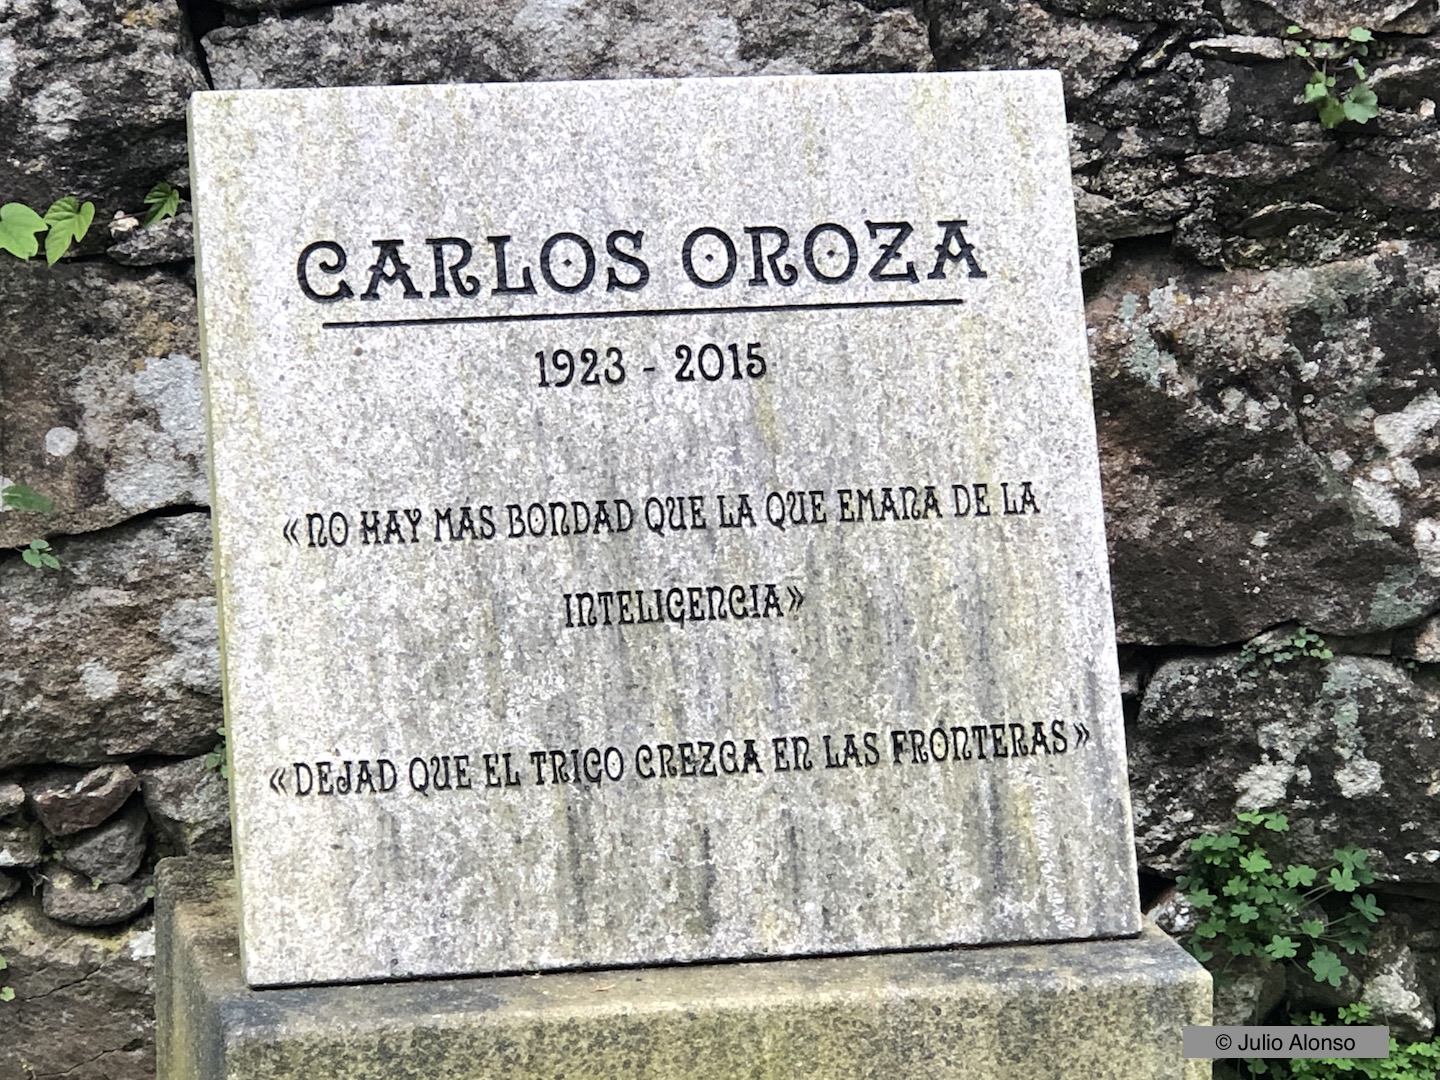 CARLOS OROZA
1923 - 2015
«NO HAY MÁS BONDAD QUE LA QUE EMANA DE LA
INTELIGENCIA»
«DEJAD QUE EL TRIGO CREZCA EN LAS FRONTERAS»
© Julio Alonso